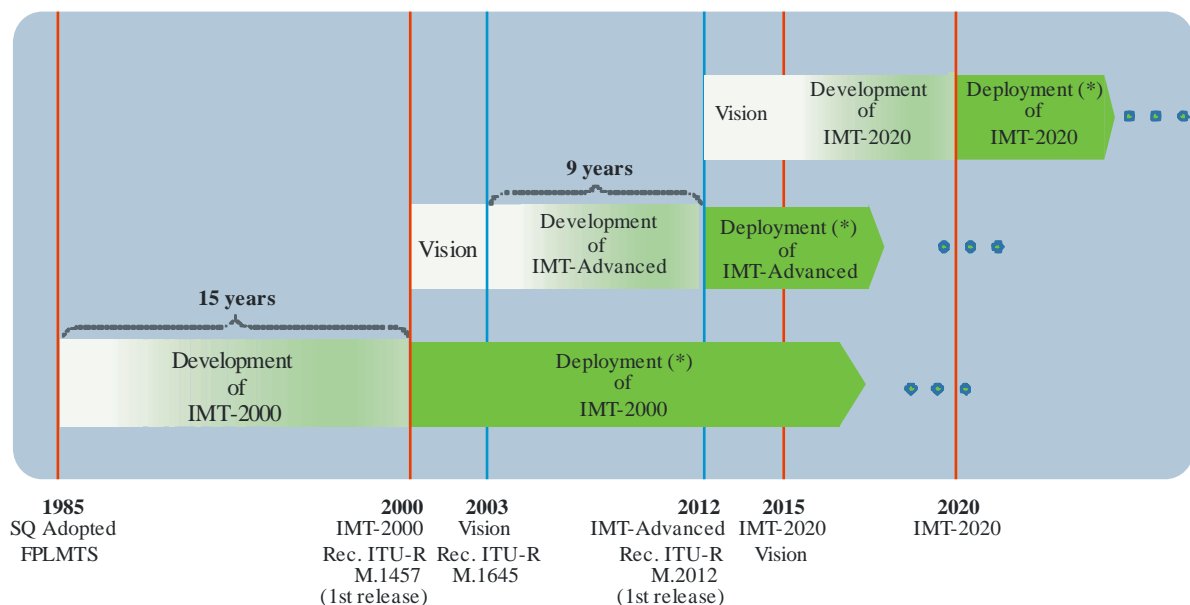 Development
of
IMT-2020
Deployment (*)
of
IMT-2020
Vision
9 years
Development
of
IMT-Advanced
Deployment (*)
of
IMT-Advanced
Vision
15 years
Development
of
IMT-2000
Deployment (*)
of
IMT-2000
1985
SQ Adopted
FPLMTS
2000
IMT-2000
Rec. ITU-R
M.1457
(1st release)
2003
Vision
Rec. ITU-R
M.1645
2012
IMT-Advanced
Rec. ITU-R
M.2012
(1st release)
2015
IMT-2020
Vision
2020
IMT-2020